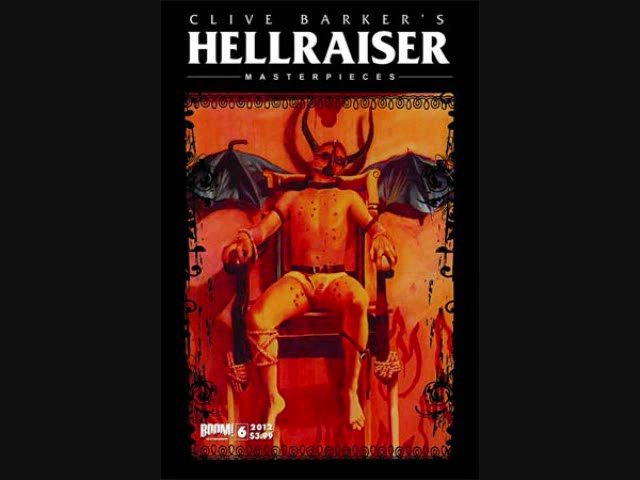 CLIVE BARKER'S
HELLRAISER
MASTERPIECES
BOOM! 6 2012
$3.99